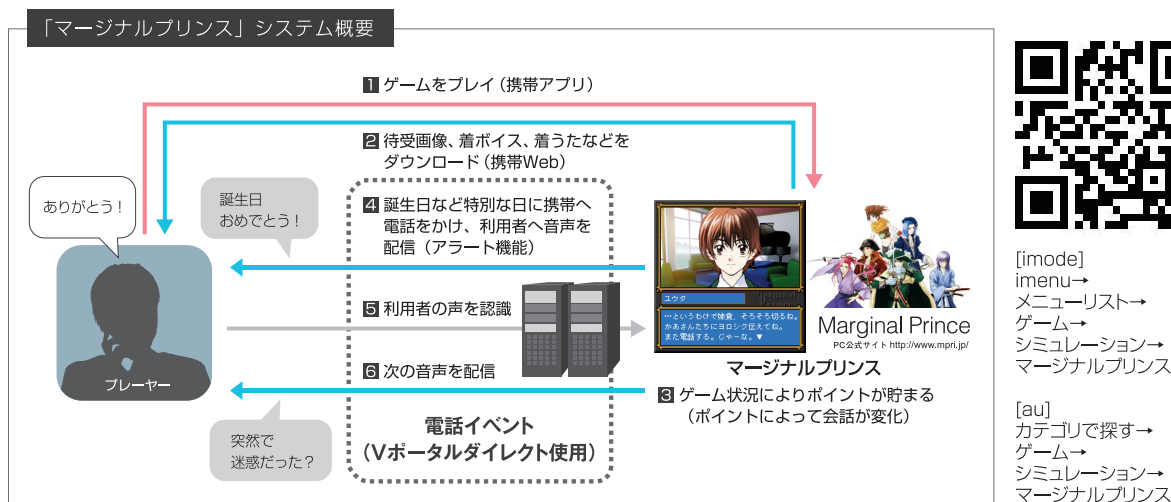 「マージナルプリンス」システム概要
1 ゲームをプレイ（携帯アプリ）
2 待受画像、着ボイス、着うたなどを
ダウンロード（携帯Web）
ありがとう！
誕生日
おめでとう！
4 誕生日など特別な日に携帯へ
電話をかけ、利用者へ音声を
配信（アラート機能）
5 利用者の声を認識
6 次の音声を配信
プレーヤー
突然で
迷惑だった？
電話イベント
（Vポータルダイレクト使用）
ユウタ
Marginal
Prince
…というわけで姉貴、そろそろ切るね。
かあさんたちにヨロシク伝えてね。
また電話する。じゃーな。▼
Marginal Prince
PC公式サイト http://www.mpri.jp/
マージナルプリンス
3 ゲーム状況によりポイントが貯まる
（ポイントによって会話が変化）
[imode]
imenu→
メニューリスト→
ゲーム→
シミュレーション→
マージナルプリンス
[au]
カテゴリで探す→
ゲーム→
シミュレーション→
マージナルプリンス